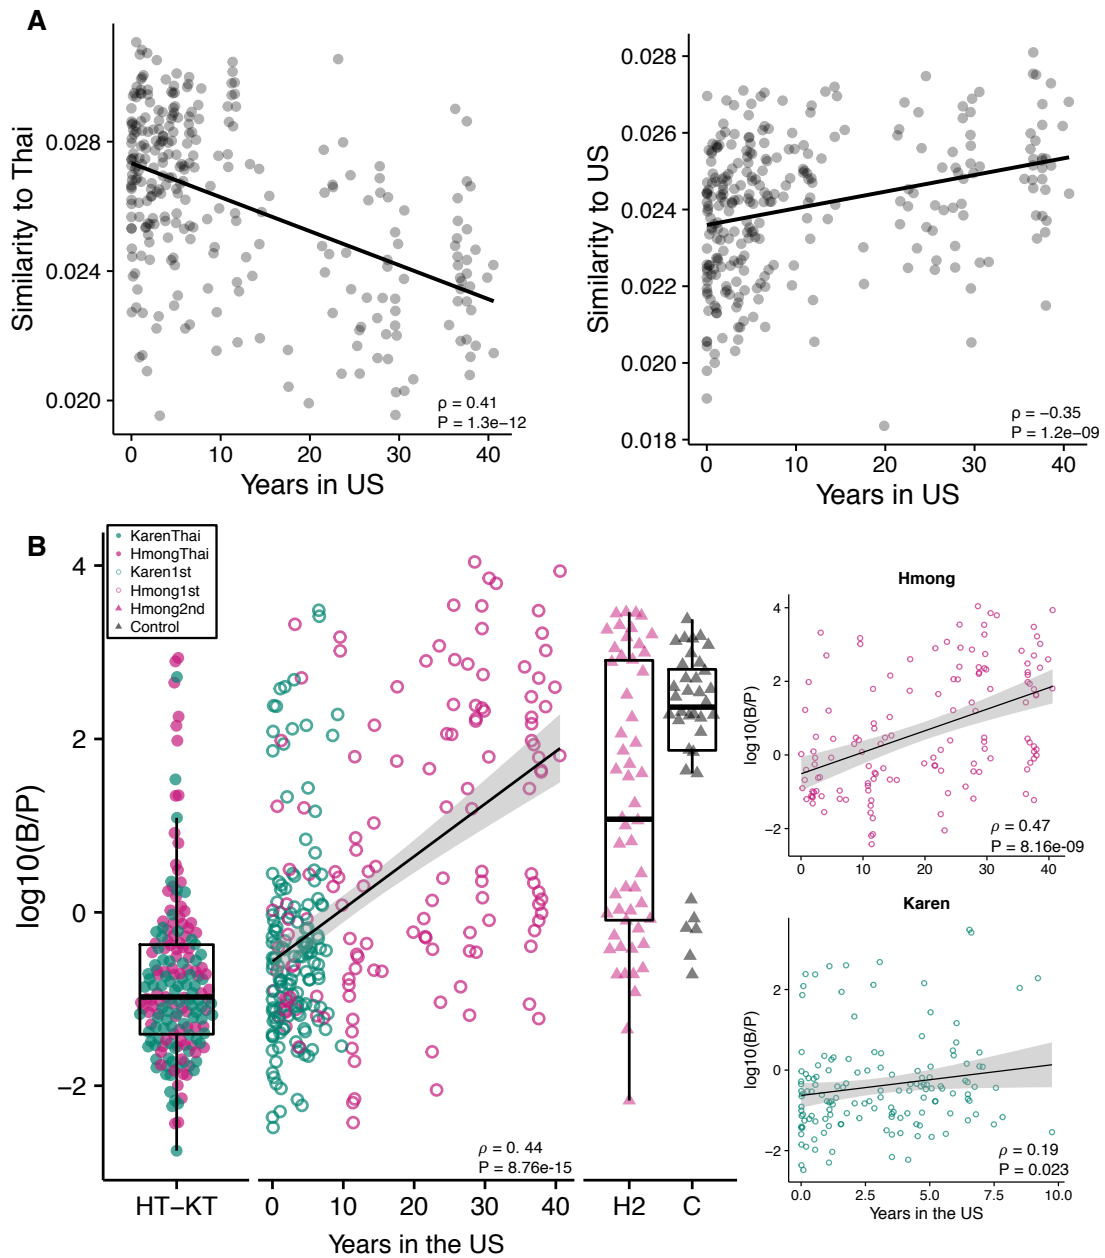 A
Similarity to Thai
0.028
0.024
0.020
0 10 20 30 40
Years in US
ρ = 0.41
P = 1.3e−12
Similarity to US
0.028
0.026
0.024
0.022
0.020
0.018
0 10 20 30 40
Years in US
ρ = −0.35
P = 1.2e−09
B
KarenThai
HmongThai
Karen1st
Hmong1st
Hmong2nd
Control
log10(B/P)
4
2
0
−2
HT−KT
0 10 20 30 40
Years in the US
ρ = 0. 44
P = 8.76e-15
H2 C
Hmong
log10(B/P)
4
2
0
−2
0 10 20 30 40
ρ = 0.47
P = 8.16e-09
Karen
log10(B/P)
2
0
−2
0.0 2.5 5.0 7.5 10.0
Years in the US
ρ = 0.19
P = 0.023